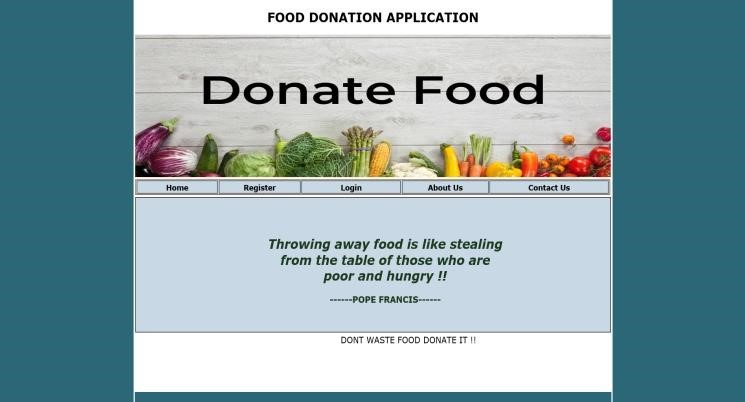 FOOD DONATION APPLICATION
Donate Food
Home Register Login About Us Contact Us
Throwing away food is like stealing
from the table of those who are
poor and hungry !!
------POPE FRANCIS------
DONT WASTE FOOD DONATE IT !!